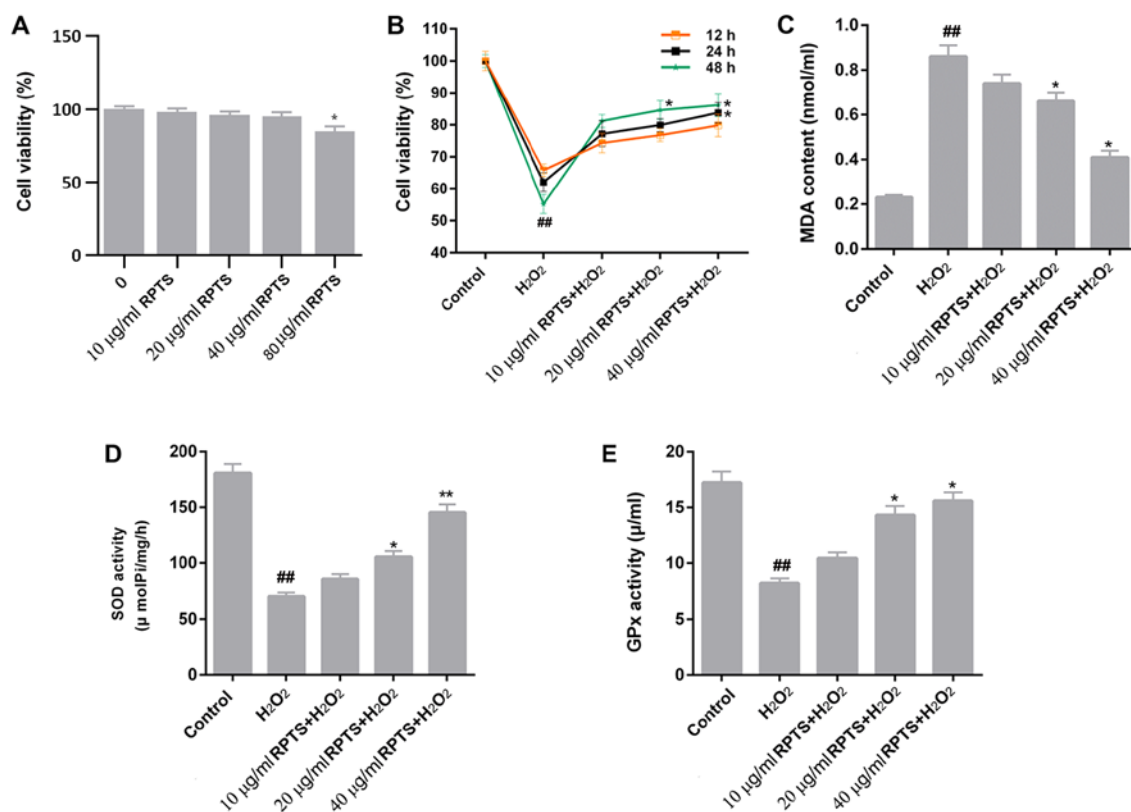 A
Cell viability (%)
150
100
50
0
*
0
10 µg/ml RPTS
20 µg/ml RPTS
40 µg/ml RPTS
80 µg/ml RPTS
B
Cell viability (%)
100
90
80
70
60
50
40
12 h
24 h
48 h
##
*
*
*
Control
H₂O₂
10 µg/ml RPTS+H₂O₂
20 µg/ml RPTS+H₂O₂
40 µg/ml RPTS+H₂O₂
C
MDA content (nmol/ml)
1.0
0.8
0.6
0.4
0.2
0.0
##
*
*
Control
H₂O₂
10 µg/ml RPTS+H₂O₂
20 µg/ml RPTS+H₂O₂
40 µg/ml RPTS+H₂O₂
D
SOD activity
(µ molPi/mg/h)
200
150
100
50
0
##
*
**
Control
H₂O₂
10 µg/ml RPTS+H₂O₂
20 µg/ml RPTS+H₂O₂
40 µg/ml RPTS+H₂O₂
E
GPx activity (µ/ml)
20
15
10
5
0
##
*
*
Control
H₂O₂
10 µg/ml RPTS+H₂O₂
20 µg/ml RPTS+H₂O₂
40 µg/ml RPTS+H₂O₂